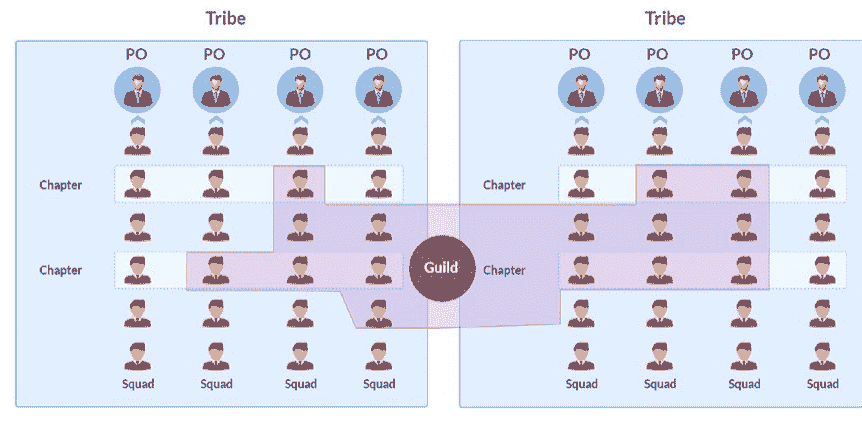 Tribe Tribe
PO PO PO PO PO PO PO PO
Chapter Chapter
Chapter Guild Chapter
Squad Squad Squad Squad Squad Squad Squad Squad